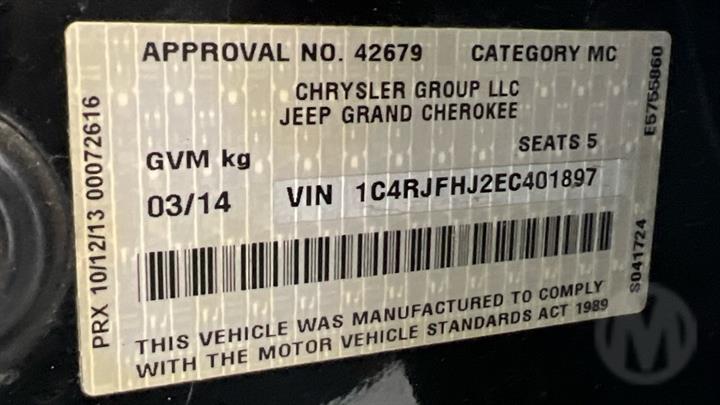 APPROVAL NO. 42679 CATEGORY MC
CHRYSLER GROUP LLC
JEEP GRAND CHEROKEE
SEATS 5
GVM kg
03/14 VIN 1C4RJFHJ2EC401897
THIS VEHICLE WAS MANUFACTURED TO COMPLY
WITH THE MOTOR VEHICLE STANDARDS ACT 1989
PRX 10/12/13 00072616
E5755860
S041724
M